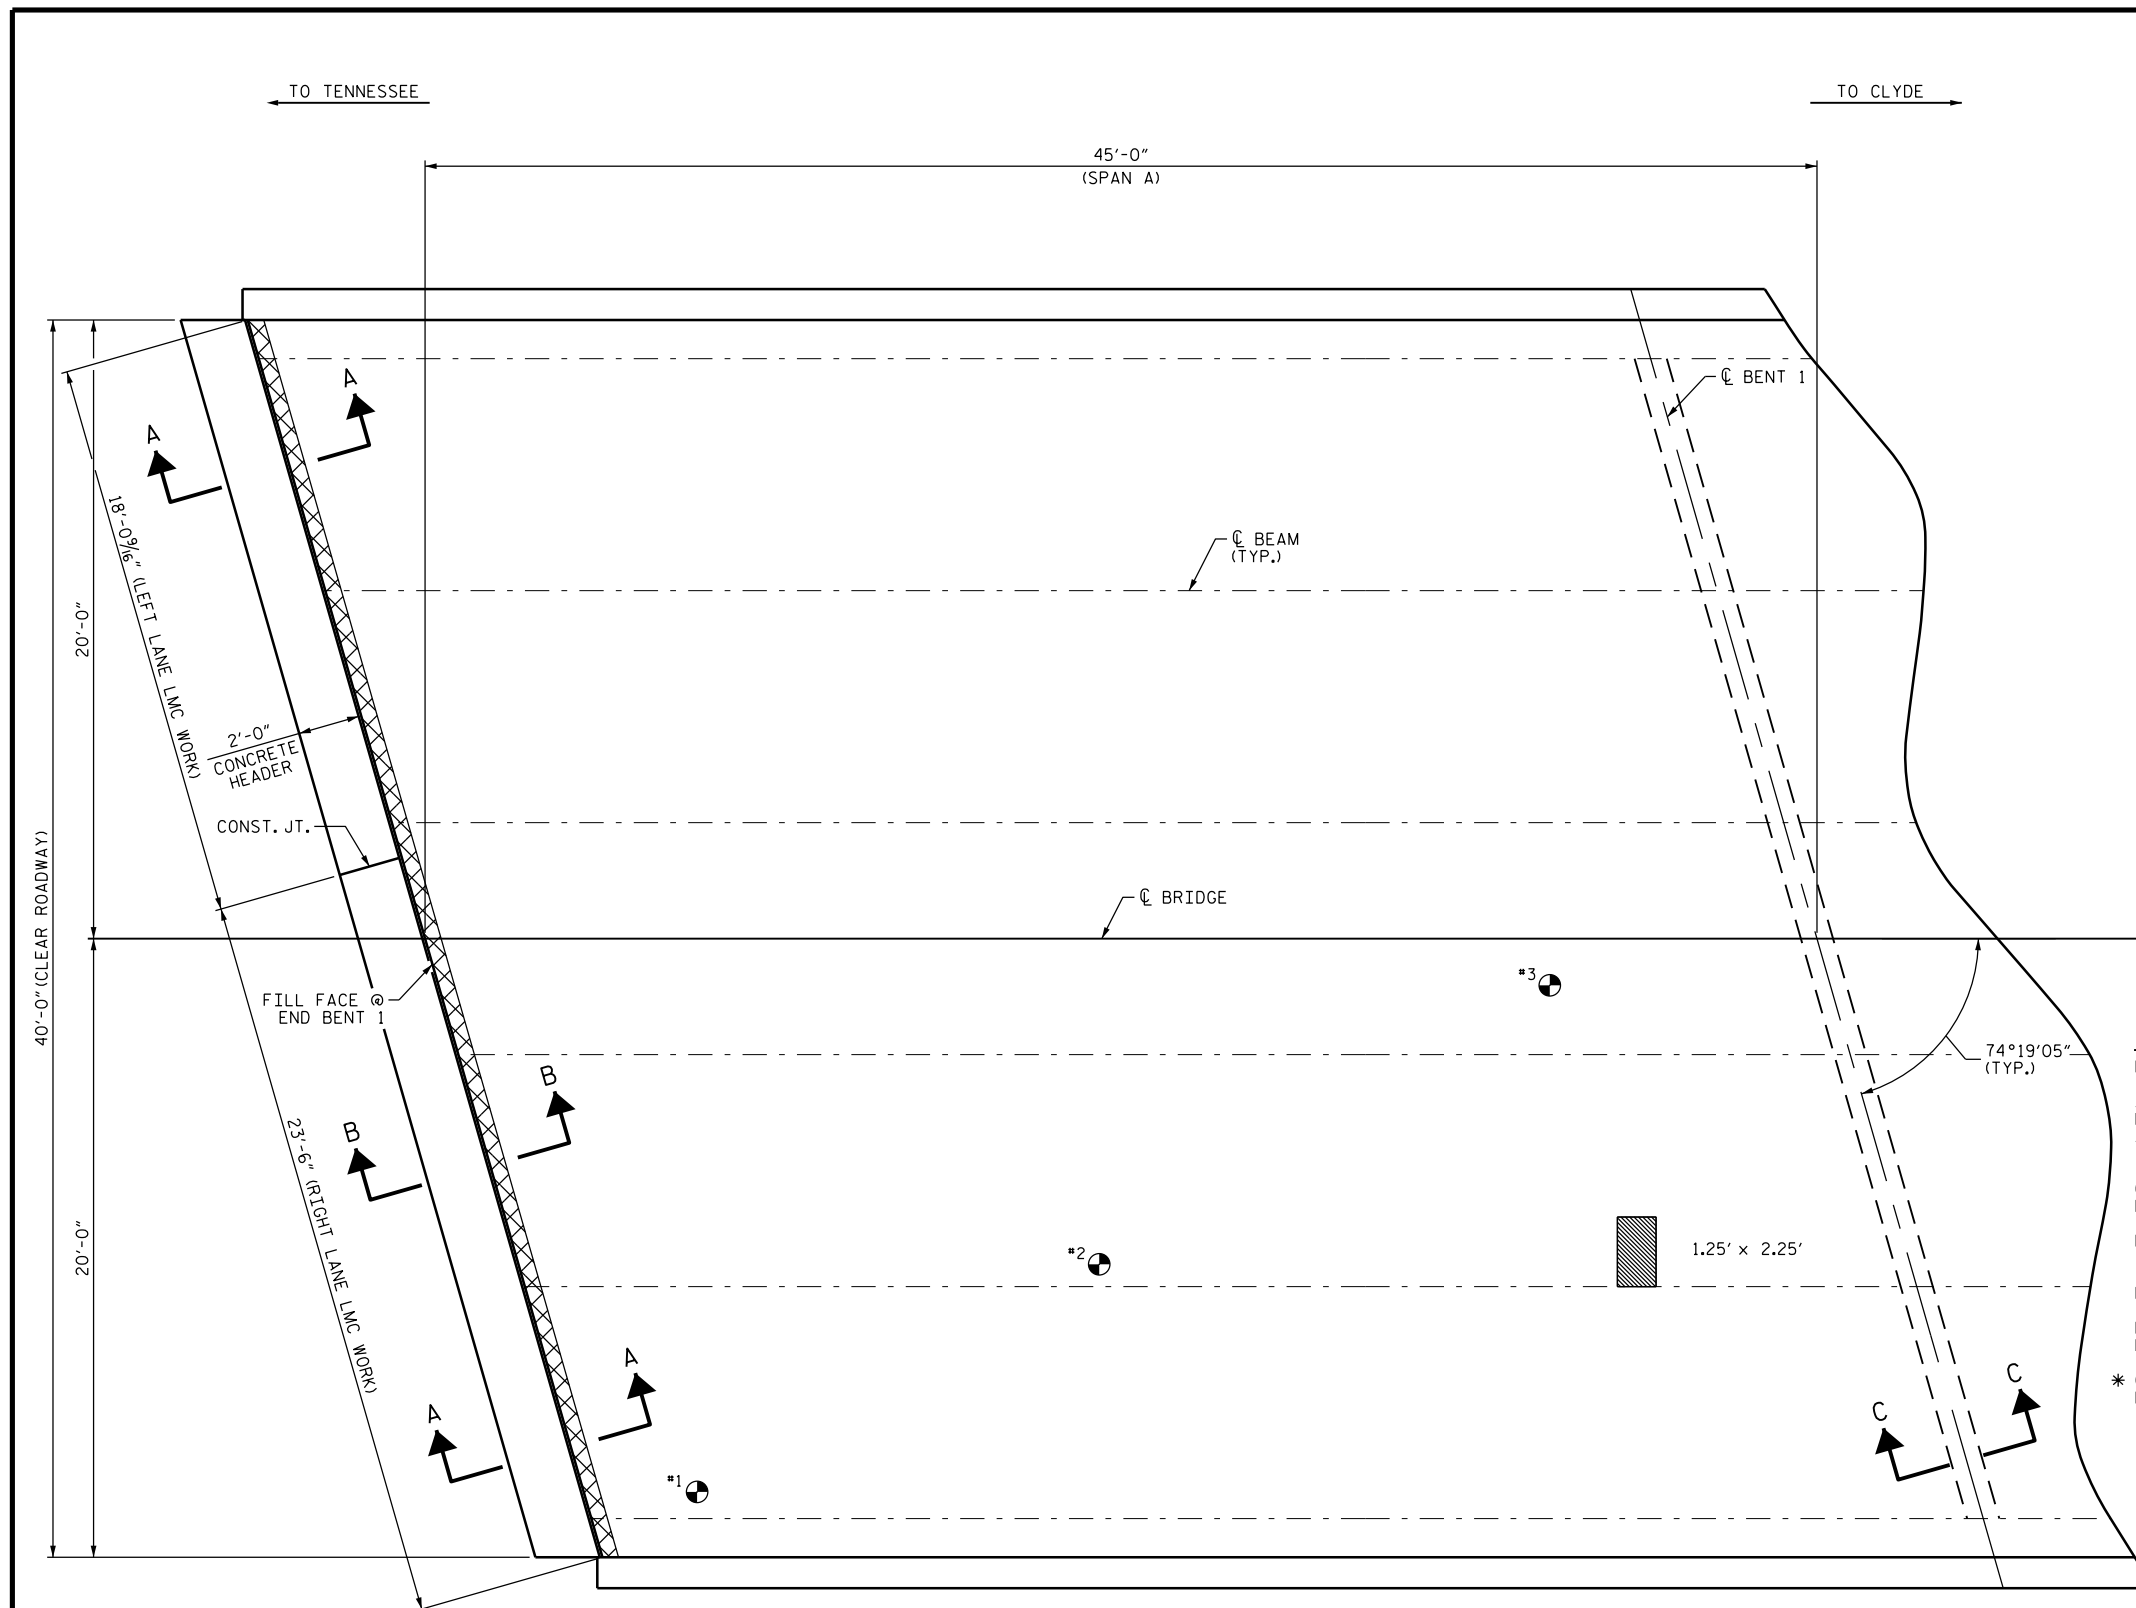 TO TENNESSEE
TO CLYDE
45'-0"
(SPAN A)
A
A
℄ BENT 1
18'-0 9/16" (LEFT LANE LMC WORK)
℄ BEAM
(TYP.)
20'-0"
2'-0"
CONCRETE
HEADER
CONST. JT.
40'-0" (CLEAR ROADWAY)
℄ BRIDGE
#3
FILL FACE @
END BENT 1
74°19'05"
(TYP.)
B
B
23'-6" (RIGHT LANE LMC WORK)
20'-0"
#2
1.25' x 2.25'
A
A
C
C
*
#1